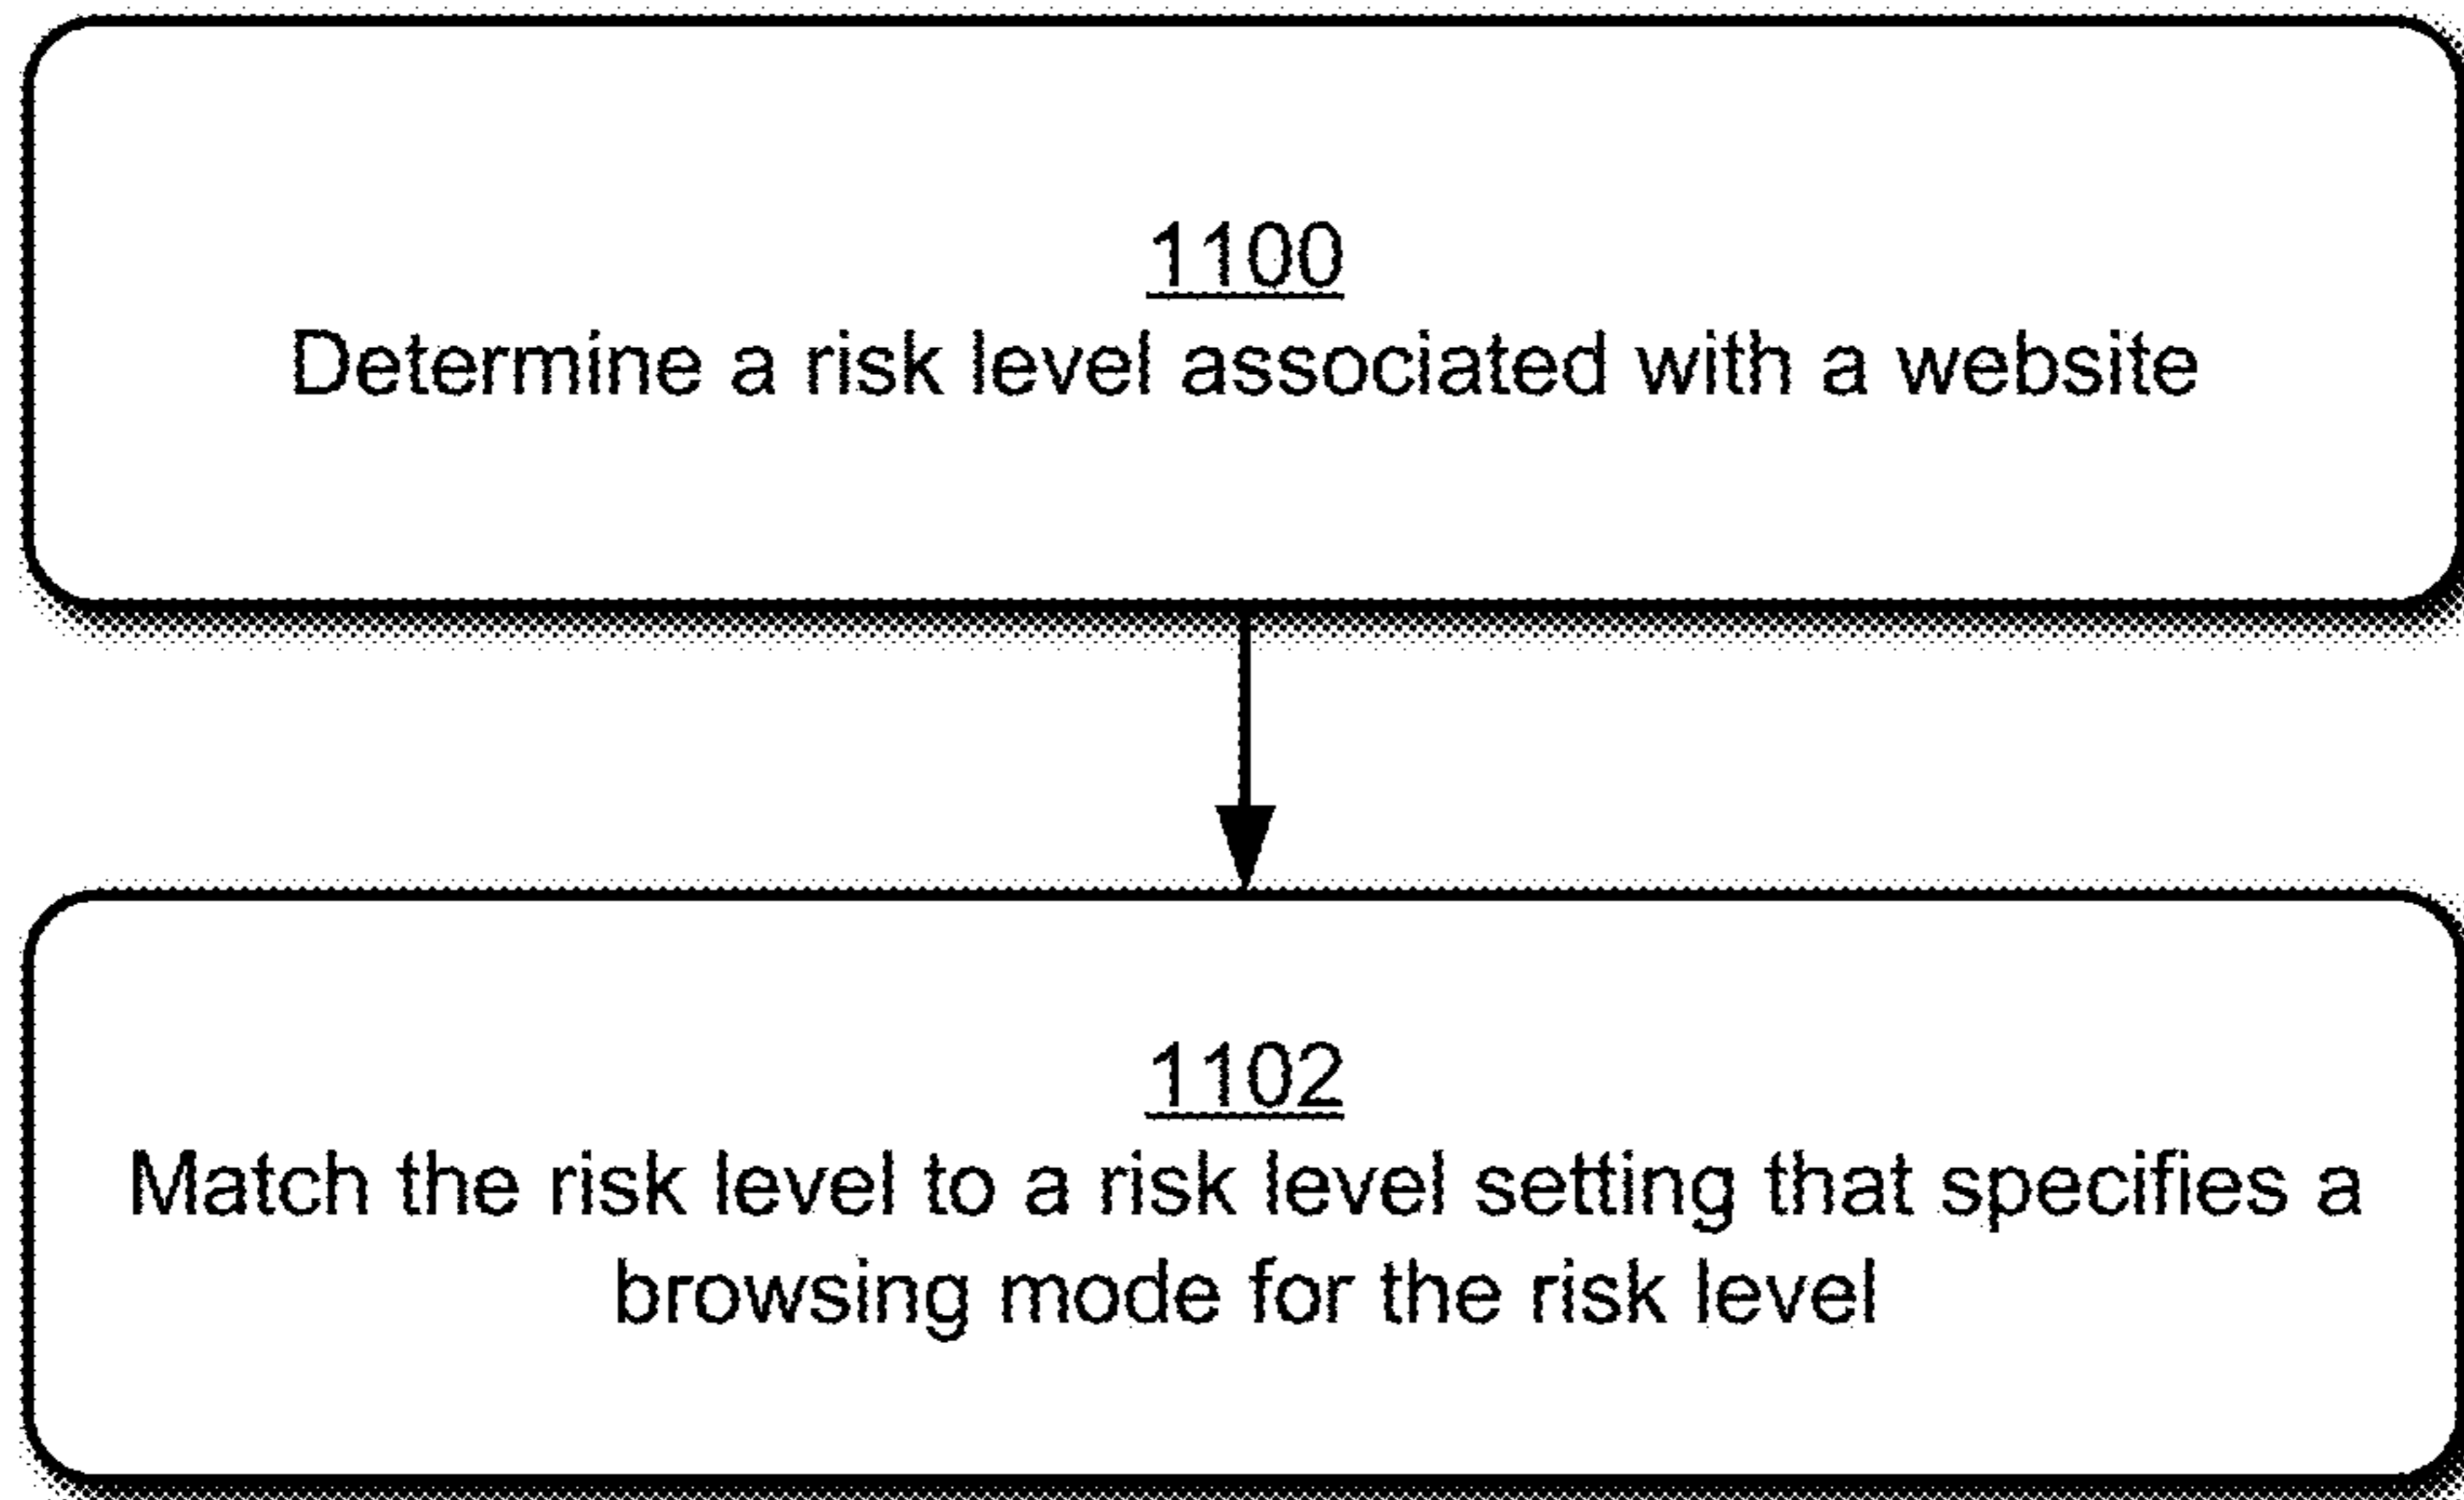 1100
Determine a risk level associated with a website
1102
Match the risk level to a risk level setting that specifies a
browsing mode for the risk level